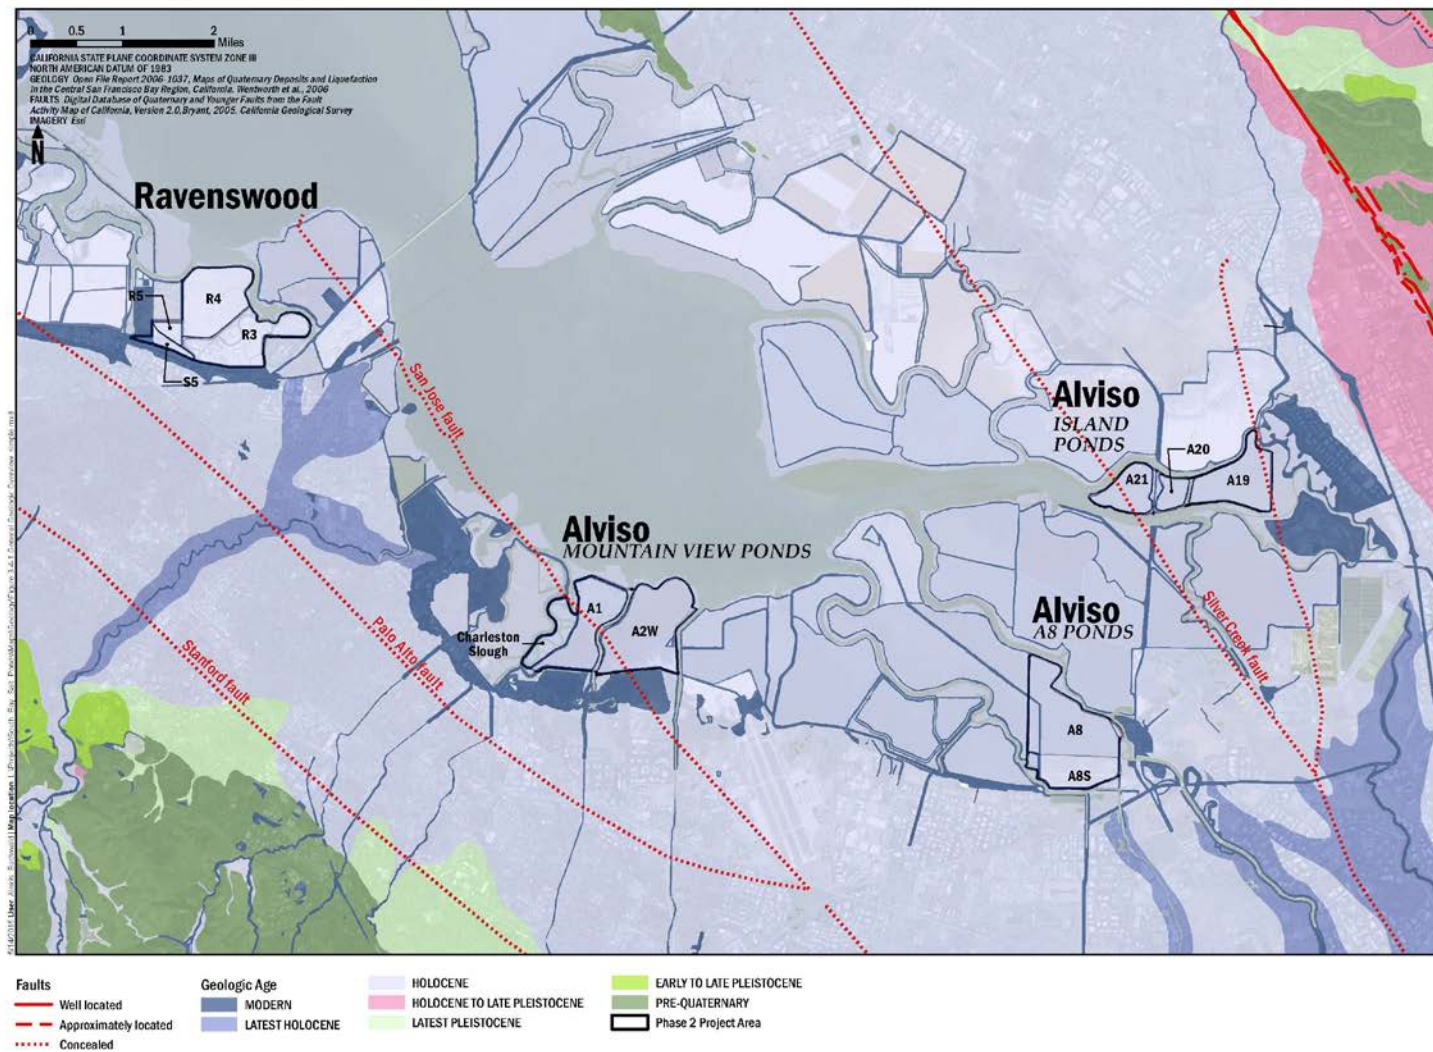 0 0.5 1 2
Miles
CALIFORNIA STATE PLANE COORDINATE SYSTEM ZONE III
NORTH AMERICAN DATUM OF 1983
GEOLOGY Open File Report 2006-1037, Maps of Quaternary Deposits and Liquefaction
in the Central San Francisco Bay Region, California. Wentworth et al., 2006
FAULTS Digital Database of Quaternary and Younger Faults from the Fault
Activity Map of California, Version 2.0, Bryant, 2005. California Geological Survey
IMAGERY Esri
N
Ravenswood
R5
R4
R3
S5
San Jose fault
Alviso
ISLAND
PONDS
A20
A21
A19
Alviso
MOUNTAIN VIEW PONDS
A1
A2W
Charleston
Slough
Alviso
A8 PONDS
Silver Creek fault
Palo Alto fault
Stanford fault
A8
A8S
Faults
Well located
Approximately located
Concealed
Geologic Age
MODERN
LATEST HOLOCENE
HOLOCENE
HOLOCENE TO LATE PLEISTOCENE
LATEST PLEISTOCENE
EARLY TO LATE PLEISTOCENE
PRE-QUATERNARY
Phase 2 Project Area